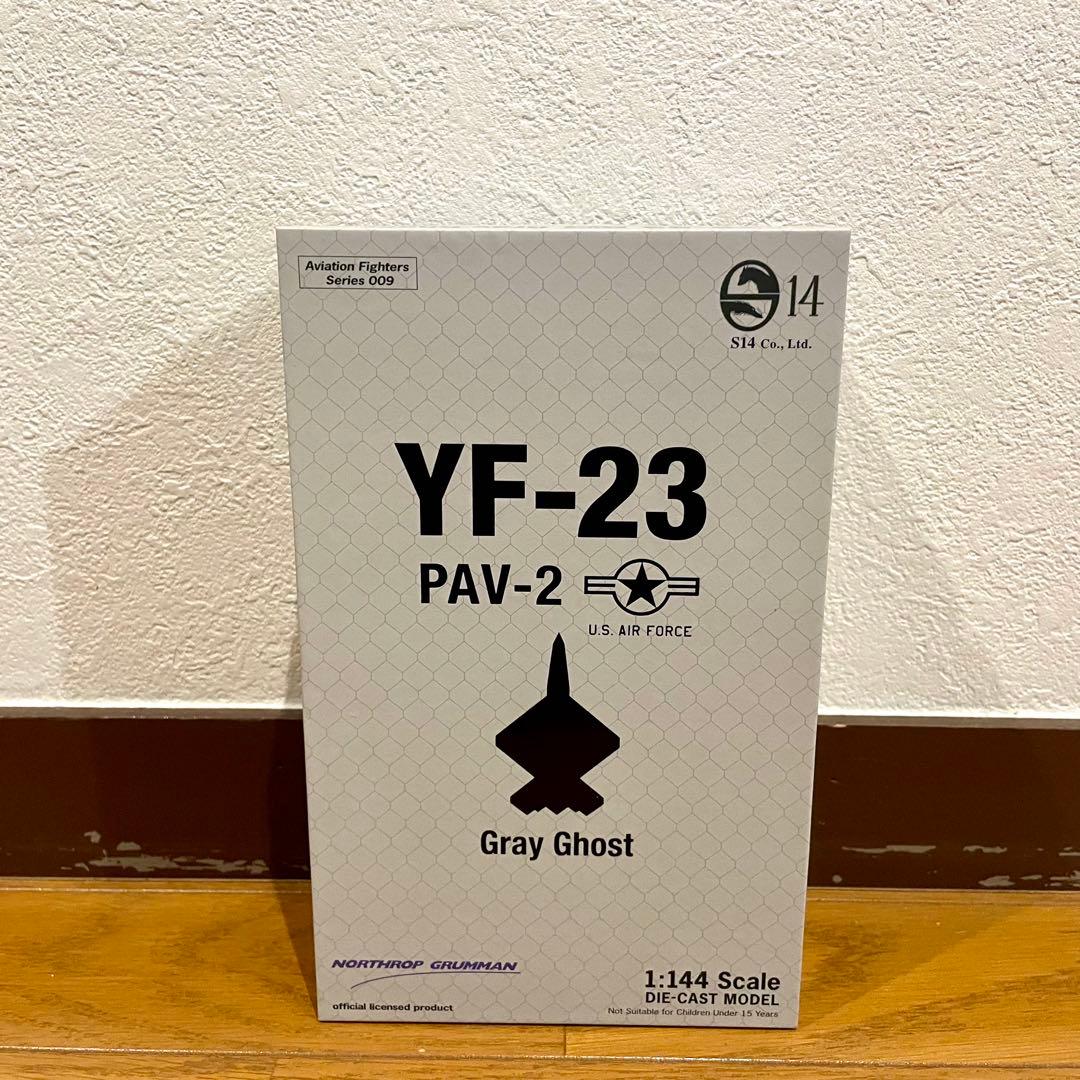 Aviation Fighters
Series 009
14
S14 Co., Ltd.
YF-23
PAV-2
U.S. AIR FORCE
Gray Ghost
NORTHROP GRUMMAN
official licensed product
1:144 Scale
DIE-CAST MODEL
Not Suitable for Children Under 15 Years